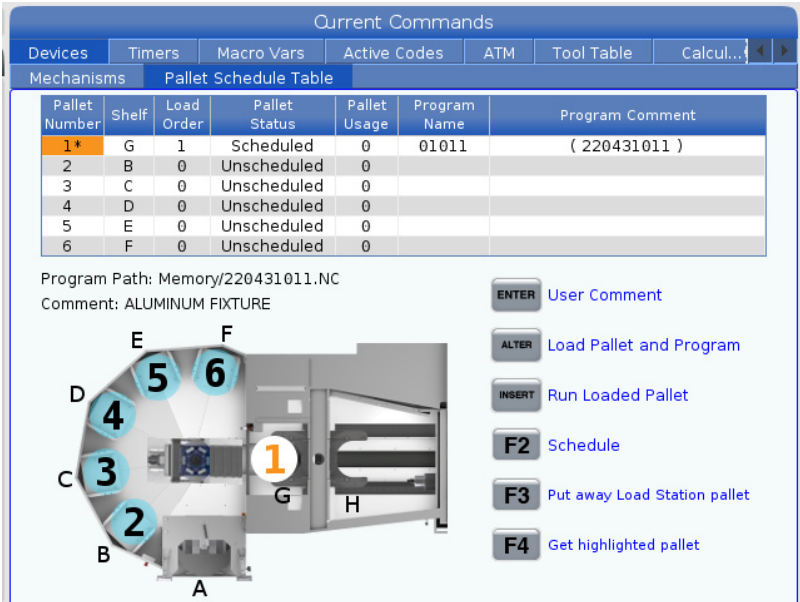 Current Commands
Devices Timers Macro Vars Active Codes ATM Tool Table Calcul...
Mechanisms Pallet Schedule Table
Pallet Number Shelf Load Order Pallet Status Pallet Usage Program Name Program Comment
1* G 1 Scheduled 0 01011 ( 220431011 )
2 B 0 Unscheduled 0
3 C 0 Unscheduled 0
4 D 0 Unscheduled 0
5 E 0 Unscheduled 0
6 F 0 Unscheduled 0
Program Path: Memory/220431011.NC
Comment: ALUMINUM FIXTURE
ENTER User Comment
ALTER Load Pallet and Program
INSERT Run Loaded Pallet
F2 Schedule
F3 Put away Load Station pallet
F4 Get highlighted pallet
E F
5 6
D 4
C 3
1
G H
2
B
A